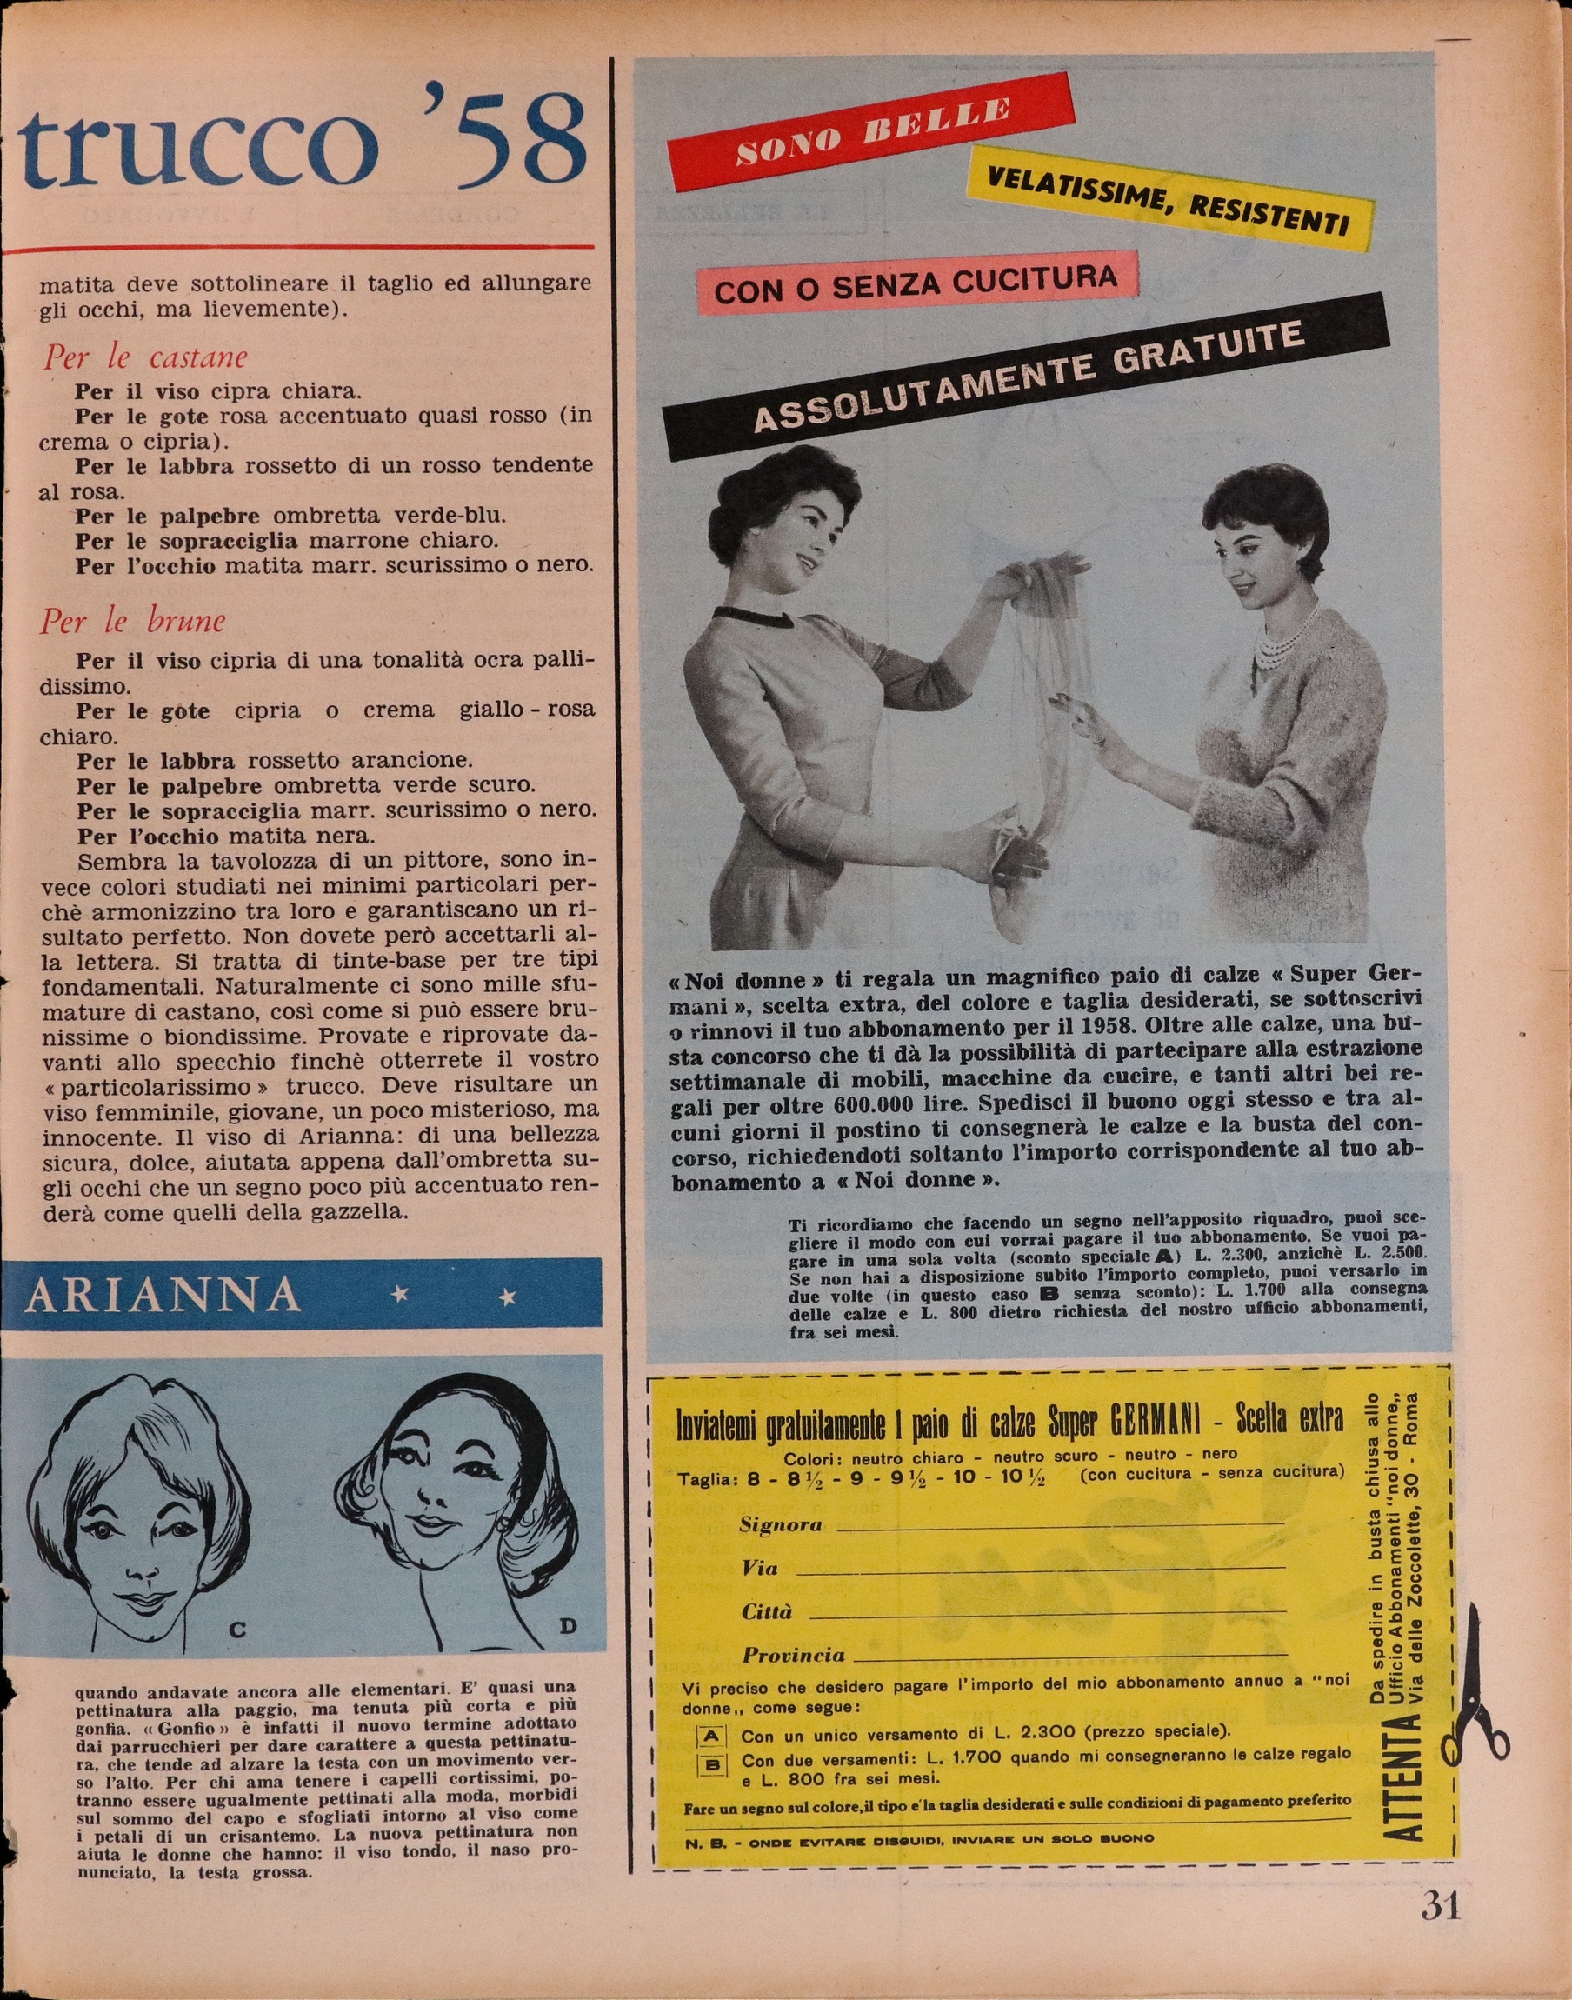 trucco '58
matita deve sottolineare il taglio ed allungare
gli occhi, ma lievemente).
Per le castane
Per il viso cipra chiara.
Per le gote rosa accentuato quasi rosso (in
crema o cipria).
Per le labbra rossetto di un rosso tendente
al rosa.
Per le palpebre ombretta verde-blu.
Per le sopracciglia marrone chiaro.
Per l'occhio matita marr. scurissimo o nero.
Per le brune
Per il viso cipria di una tonalità ocra palli-
dissimo.
Per le gote cipria o crema giallo - rosa
chiaro.
Per le labbra rossetto arancione.
Per le palpebre ombretta verde scuro.
Per le sopracciglia marr. scurissimo o nero.
Per l'occhio matita nera.
Sembra la tavolozza di un pittore, sono in-
vece colori studiati nei minimi particolari per-
chè armonizzino tra loro e garantiscano un ri-
sultato perfetto. Non dovete però accettarli al-
la lettera. Si tratta di tinte-base per tre tipi
fondamentali. Naturalmente ci sono mille sfu-
mature di castano, così come si può essere bru-
nissime o biondissime. Provate e riprovate da-
vanti allo specchio finchè otterrete il vostro
« particolarissimo » trucco. Deve risultare un
viso femminile, giovane, un poco misterioso, ma
innocente. Il viso di Arianna: di una bellezza
sicura, dolce, aiutata appena dall'ombretta su-
gli occhi che un segno poco più accentuato ren-
derà come quelli della gazzella.
ARIANNA
C
D
quando andavate ancora alle elementari. E' quasi una
pettinatura alla paggio, ma tenuta più corta e più
gonfia. «Gonfio» è infatti il nuovo termine adottato
dai parrucchieri per dare carattere a questa pettinatu-
ra, che tende ad alzare la testa con un movimento ver-
so l'alto. Per chi ama tenere i capelli cortissimi, po-
tranno essere ugualmente pettinati alla moda, morbidi
sul sommo del capo e sfogliati intorno al viso come
i petali di un crisantemo. La nuova pettinatura non
aiuta le donne che hanno: il viso tondo, il naso pro-
nunciato, la testa grossa.
SONO BELLE
VELATISSIME, RESISTENTI
CON O SENZA CUCITURA
ASSOLUTAMENTE GRATUITE
« Noi donne » ti regala un magnifico paio di calze « Super Ger-
mani », scelta extra, del colore e taglia desiderati, se sottoscrivi
o rinnovi il tuo abbonamento per il 1958. Oltre alle calze, una bu-
sta concorso che ti dà la possibilità di partecipare alla estrazione
settimanale di mobili, macchine da cucire, e tanti altri bei re-
gali per oltre 600.000 lire. Spedisci il buono oggi stesso e tra al-
cuni giorni il postino ti consegnerà le calze e la busta del con-
corso, richiedendoti soltanto l'importo corrispondente al tuo ab-
bonamento a « Noi donne ».
Ti ricordiamo che facendo un segno nell'apposito riquadro, puoi sce-
gliere il modo con cui vorrai pagare il tuo abbonamento. Se vuoi pa-
gare in una sola volta (sconto speciale A) L. 2.300, anzichè L. 2.500.
Se non hai a disposizione subito l'importo completo, puoi versarlo in
due volte (in questo caso B senza sconto): L. 1.700 alla consegna
delle calze e L. 800 dietro richiesta del nostro ufficio abbonamenti,
fra sei mesi.
Inviatemi gratuitamente 1 paio di calze Super GERMANI - Scelta extra
Colori: neutro chiaro - neutro scuro - neutro - nero
Taglia: 8 - 8 ½ - 9 - 9 ½ - 10 - 10 ½ (con cucitura - senza cucitura)
Signora
Via
Città
Provincia
Vi preciso che desidero pagare l'importo del mio abbonamento annuo a "noi
donne,, come segue:
A Con un unico versamento di L. 2.300 (prezzo speciale).
B Con due versamenti: L. 1.700 quando mi consegneranno le calze regalo
e L. 800 fra sei mesi.
Fare un segno sul colore, il tipo e la taglia desiderati e sulle condizioni di pagamento preferito
N. B. - ONDE EVITARE DISGUIDI, INVIARE UN SOLO BUONO
ATTENTA
Da spedire in busta chiusa allo
Ufficio Abbonamenti "noi donne,,
Via delle Zoccolette, 30 - Roma
31